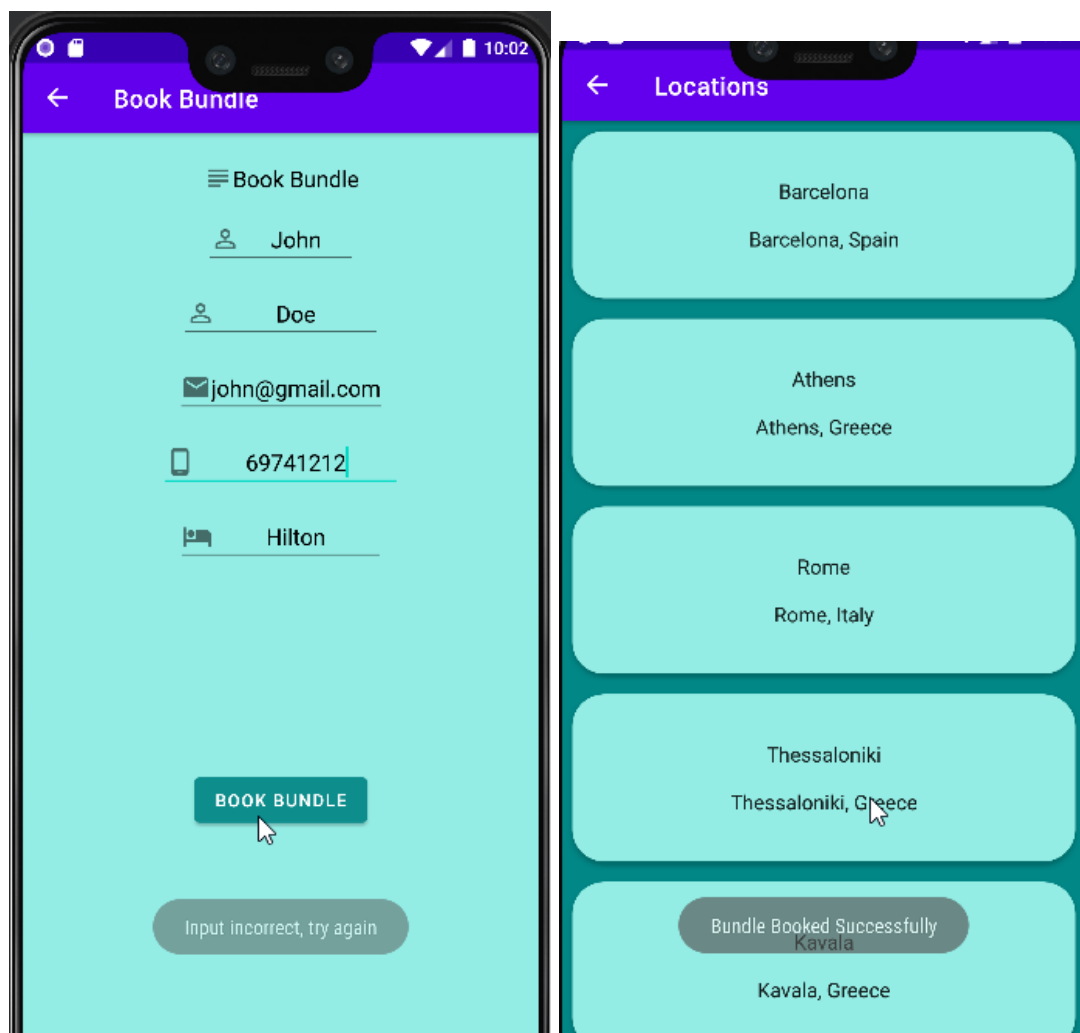 10:02
Book Bundle
Book Bundle
John
Doe
john@gmail.com
69741212
Hilton
BOOK BUNDLE
Input incorrect, try again
Locations
Barcelona
Barcelona, Spain
Athens
Athens, Greece
Rome
Rome, Italy
Thessaloniki
Thessaloniki, Greece
Bundle Booked Successfully
Kavala
Kavala, Greece